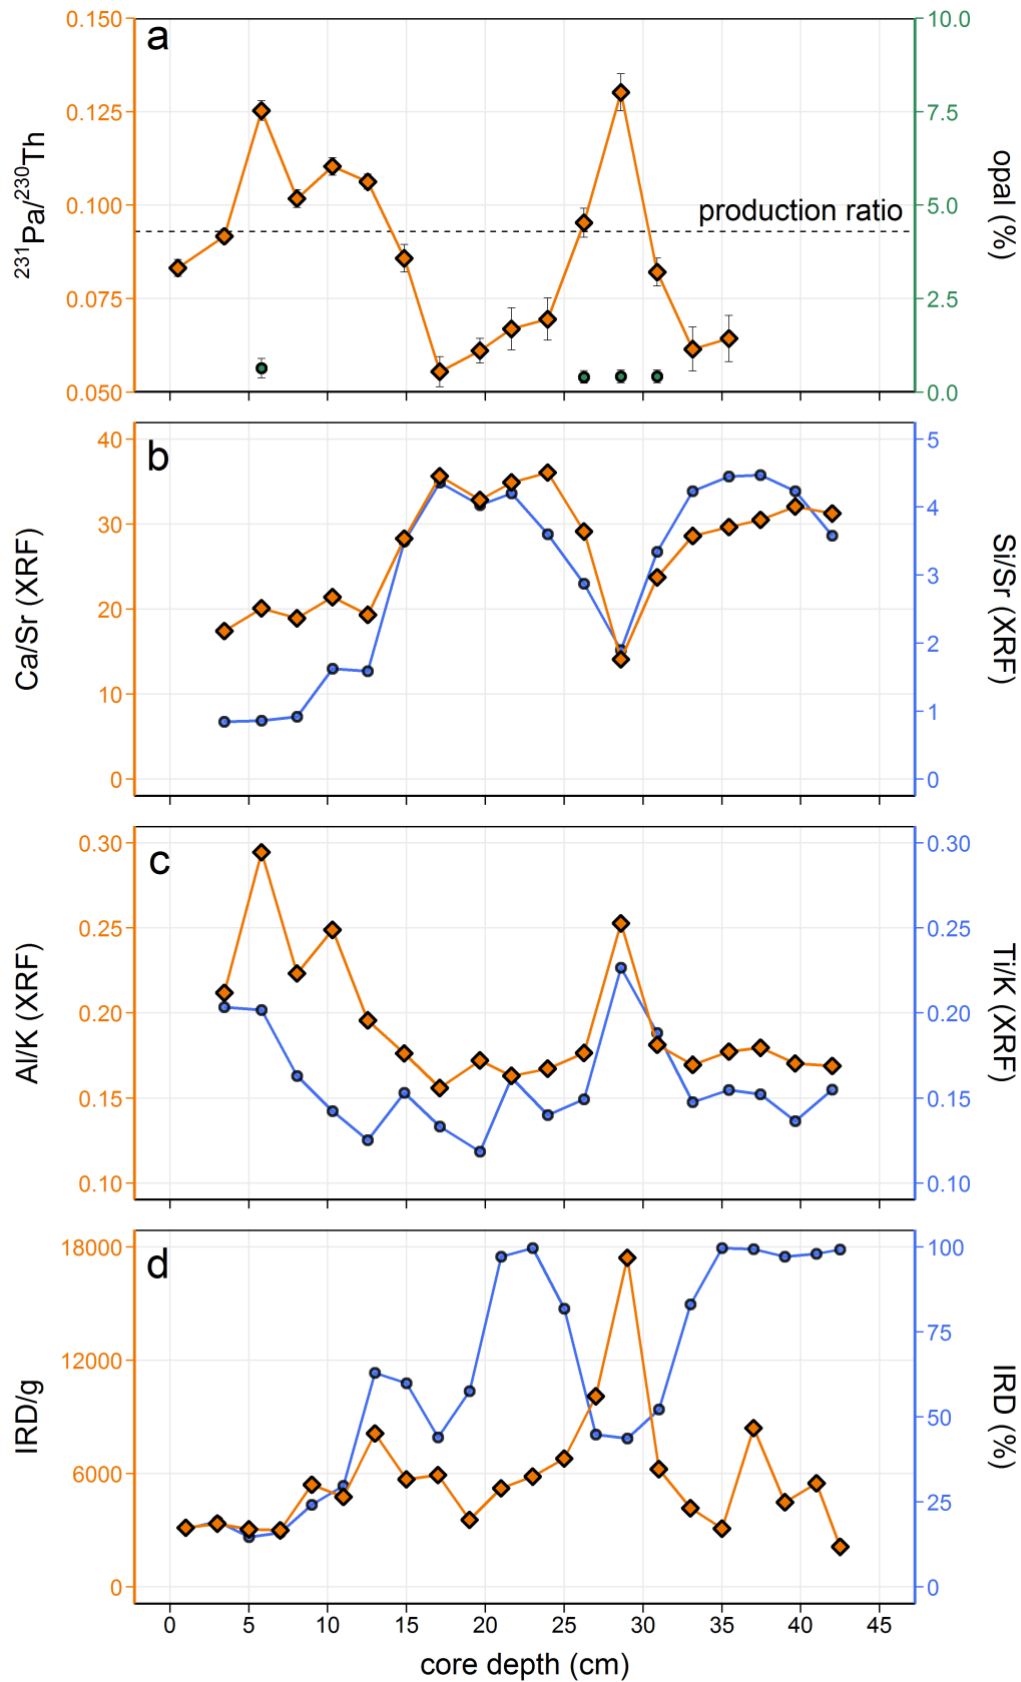 a
0.150
0.125
0.100
0.075
0.050
231Pa/230Th
production ratio
10.0
7.5
5.0
2.5
0.0
opal (%)
b
40
30
20
10
0
Ca/Sr (XRF)
5
4
3
2
1
0
Si/Sr (XRF)
c
0.30
0.25
0.20
0.15
0.10
Al/K (XRF)
0.30
0.25
0.20
0.15
0.10
Ti/K (XRF)
d
18000
12000
6000
0
IRD/g
100
75
50
25
0
IRD (%)
0 5 10 15 20 25 30 35 40 45
core depth (cm)